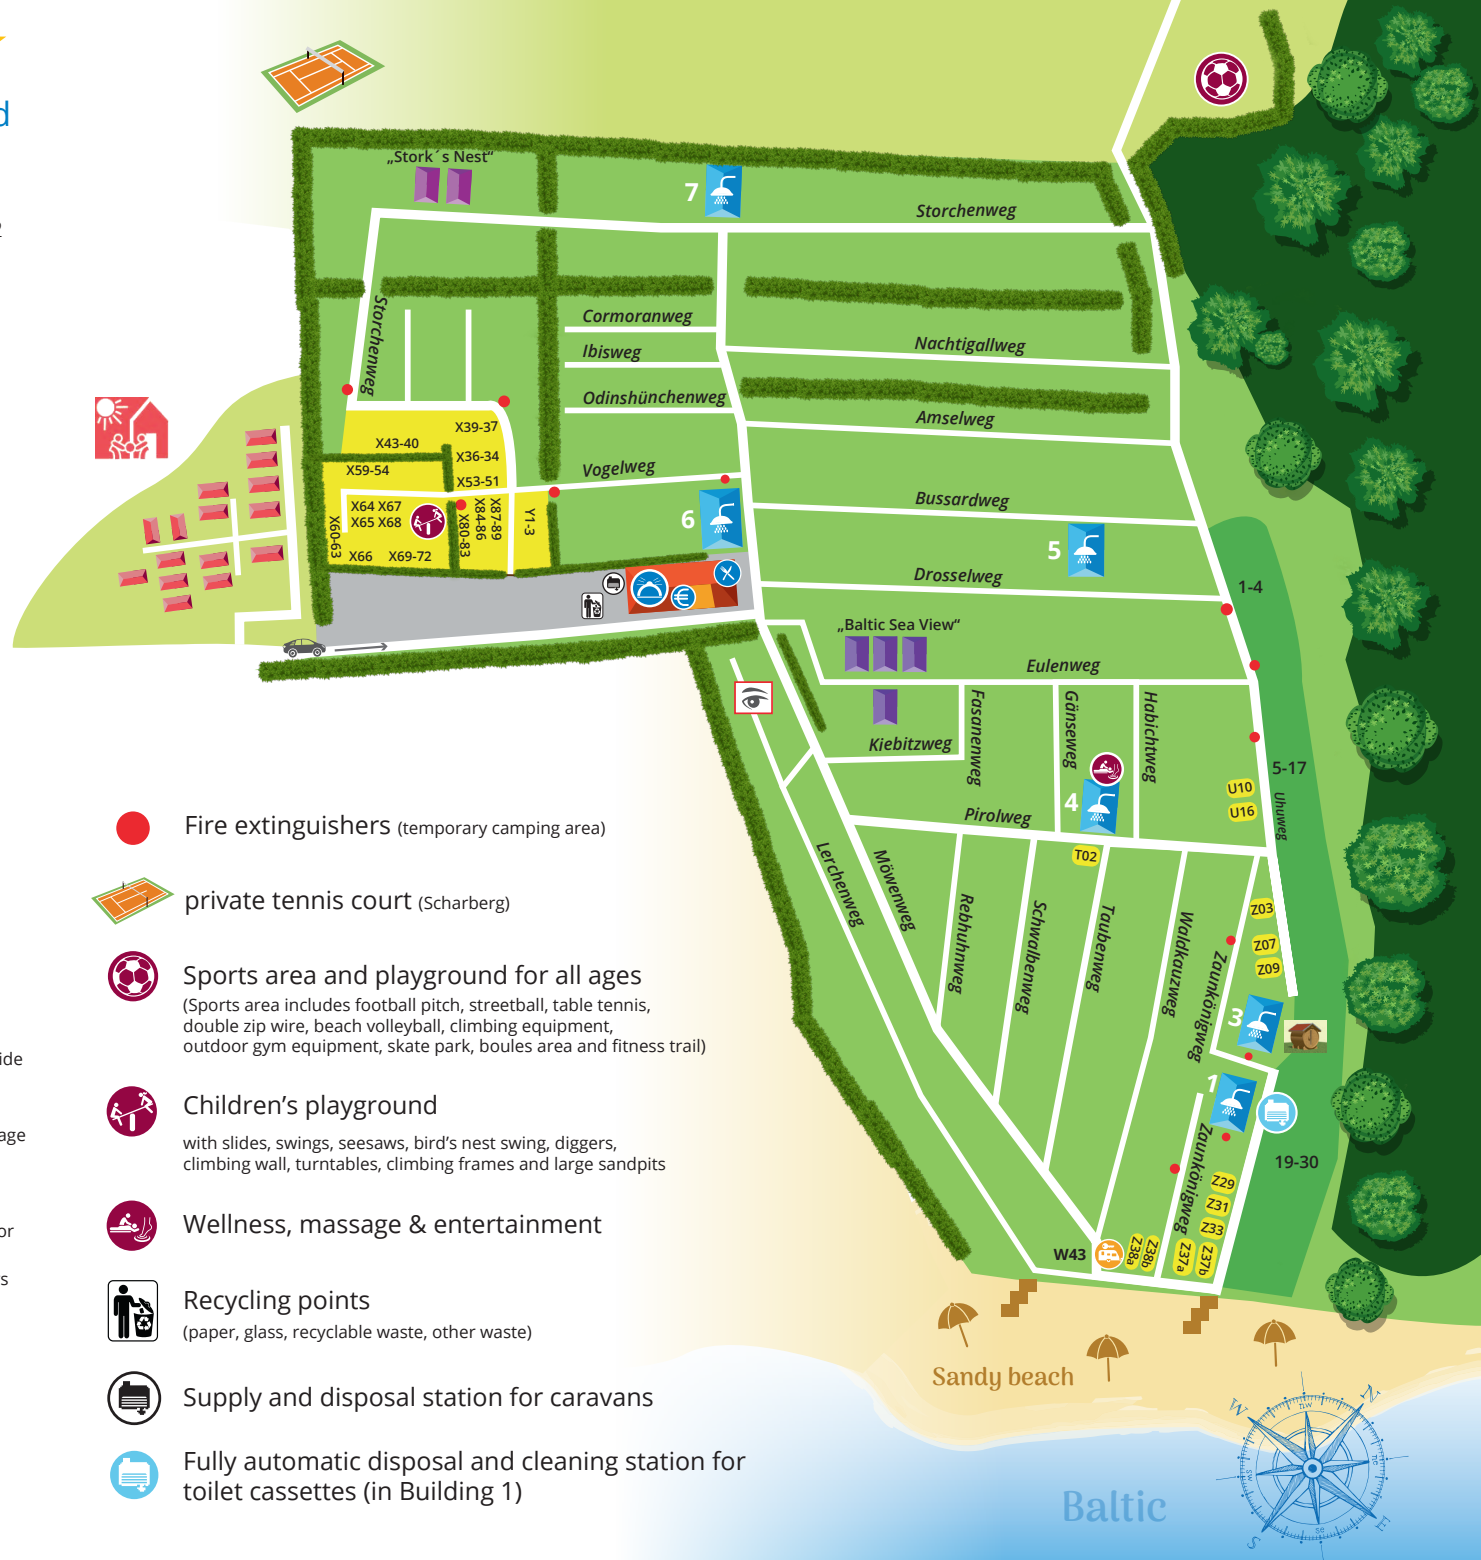 d
„Stork´s Nest“
7
Storchenweg
Storchenweg
Cormoranweg
Ibisweg
Nachtigallweg
Odinshünchenweg
Amselweg
X39-37
X43-40
X36-34
X59-54
X53-51
Vogelweg
X64 X67
X65 X68
X60-63
X66
X69-72
X80-83
X84-86
X87-89
Y1-3
6
Bussardweg
5
Drosselweg
1-4
€
„Baltic Sea View“
Eulenweg
Fasanenweg
Gänseweg
Habichtweg
Kiebitzweg
5-17
U10
U16
Uhuweg
4
Pirolweg
T02
Lerchenweg
Möwenweg
Rebhuhnweg
Schwalbenweg
Taubenweg
Waldkauzweg
Zaunkönigweg
Z03
Z07
Z09
3
1
Zaunkönigweg
19-30
Z29
Z31
Z33
Z37a
Z37b
Z38a
Z38b
W43
Fire extinguishers (temporary camping area)
private tennis court (Scharberg)
Sports area and playground for all ages
(Sports area includes football pitch, streetball, table tennis,
double zip wire, beach volleyball, climbing equipment,
outdoor gym equipment, skate park, boules area and fitness trail)
ide
Children’s playground
with slides, swings, seesaws, bird’s nest swing, diggers,
climbing wall, turntables, climbing frames and large sandpits
age
Wellness, massage & entertainment
or
s
Recycling points
(paper, glass, recyclable waste, other waste)
Supply and disposal station for caravans
Fully automatic disposal and cleaning station for
toilet cassettes (in Building 1)
Sandy beach
Baltic
N
W
E
S
nw
ne
sw
se